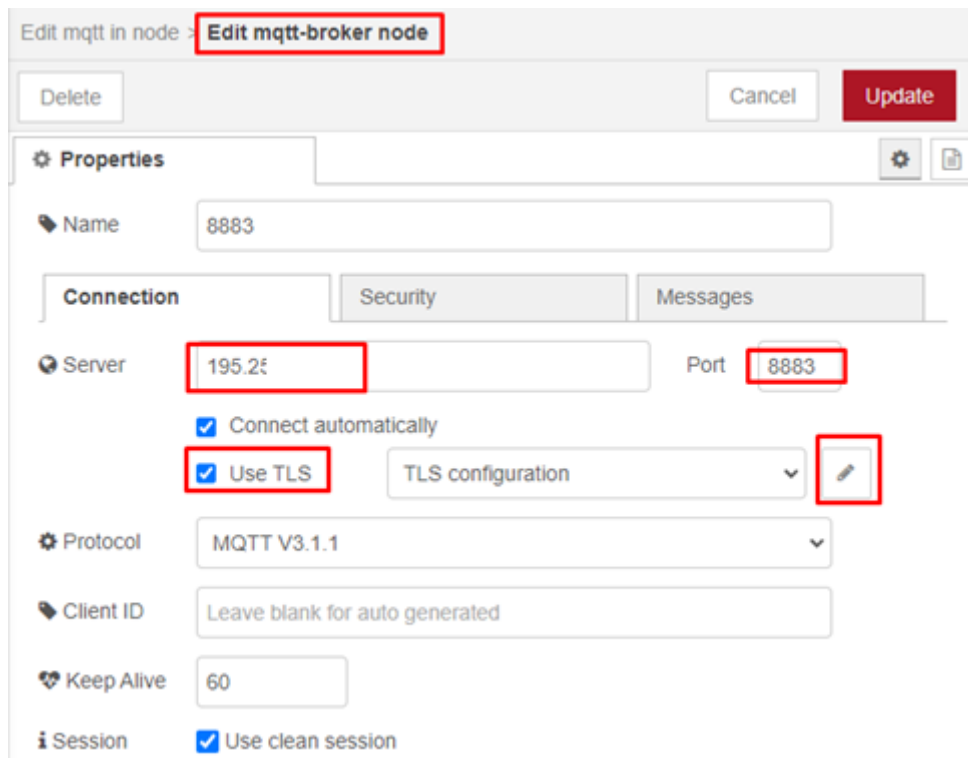 Edit mqtt in node > Edit mqtt-broker node
Delete Cancel Update
Properties
Name 8883
Connection Security Messages
Server 195.25 Port 8883
Connect automatically
Use TLS TLS configuration
Protocol MQTT V3.1.1
Client ID Leave blank for auto generated
Keep Alive 60
Session Use clean session